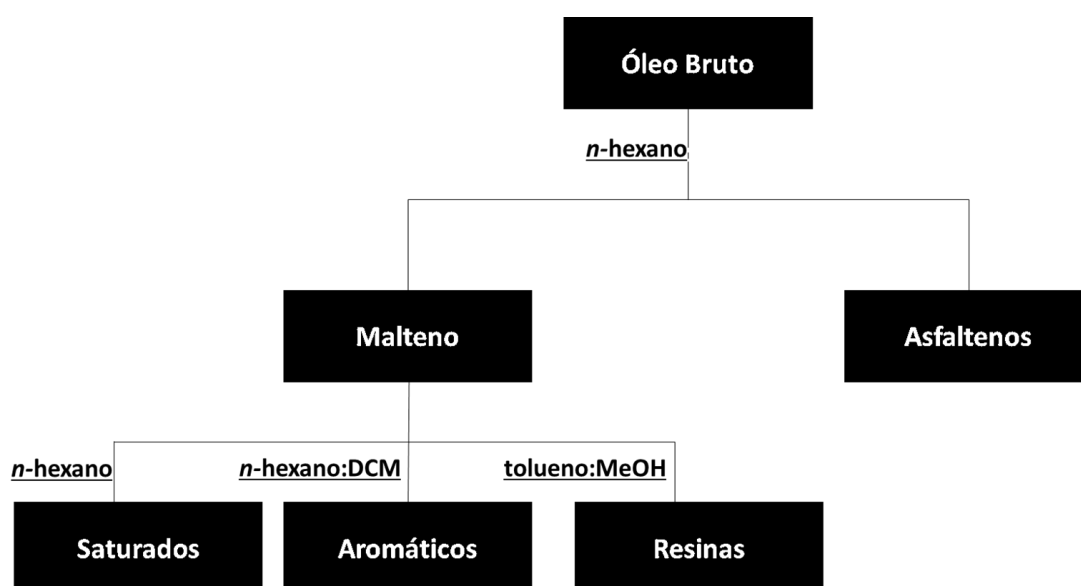 Óleo Bruto
n-hexano
Malteno
Asfaltenos
n-hexano
n-hexano:DCM
tolueno:MeOH
Saturados
Aromáticos
Resinas